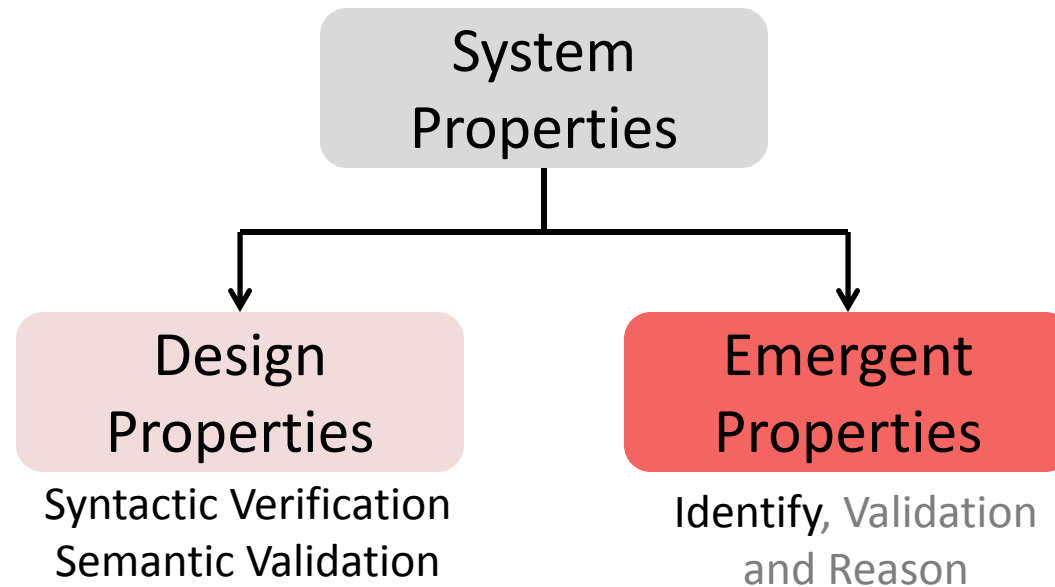 System
Properties
Design
Properties
Emergent
Properties
Syntactic Verification
Semantic Validation
Identify, Validation
and Reason